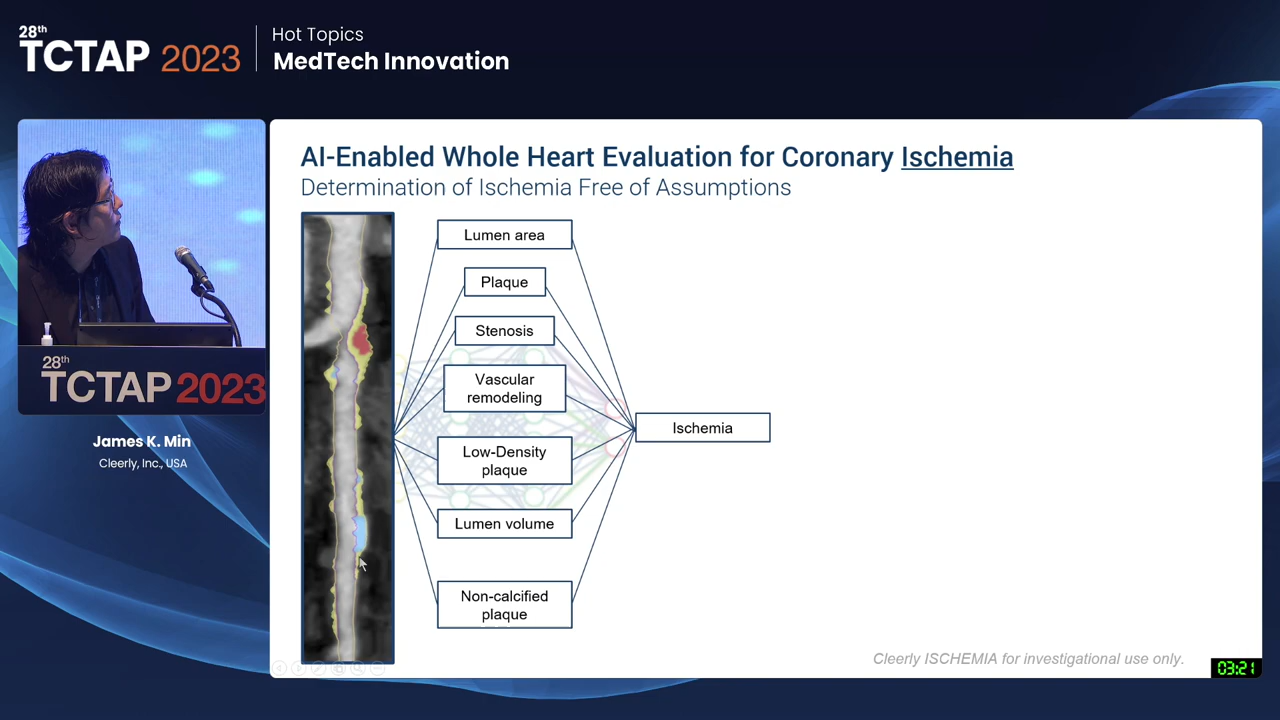 28th
TCTAP 2023
Hot Topics
MedTech Innovation
28th
TCTAP 2023
James K. Min
Cleerly, Inc., USA
AI-Enabled Whole Heart Evaluation for Coronary Ischemia
Determination of Ischemia Free of Assumptions
Lumen area
Plaque
Stenosis
Vascular
remodeling
Low-Density
plaque
Lumen volume
Non-calcified
plaque
Ischemia
Cleerly ISCHEMIA for investigational use only.
03:21